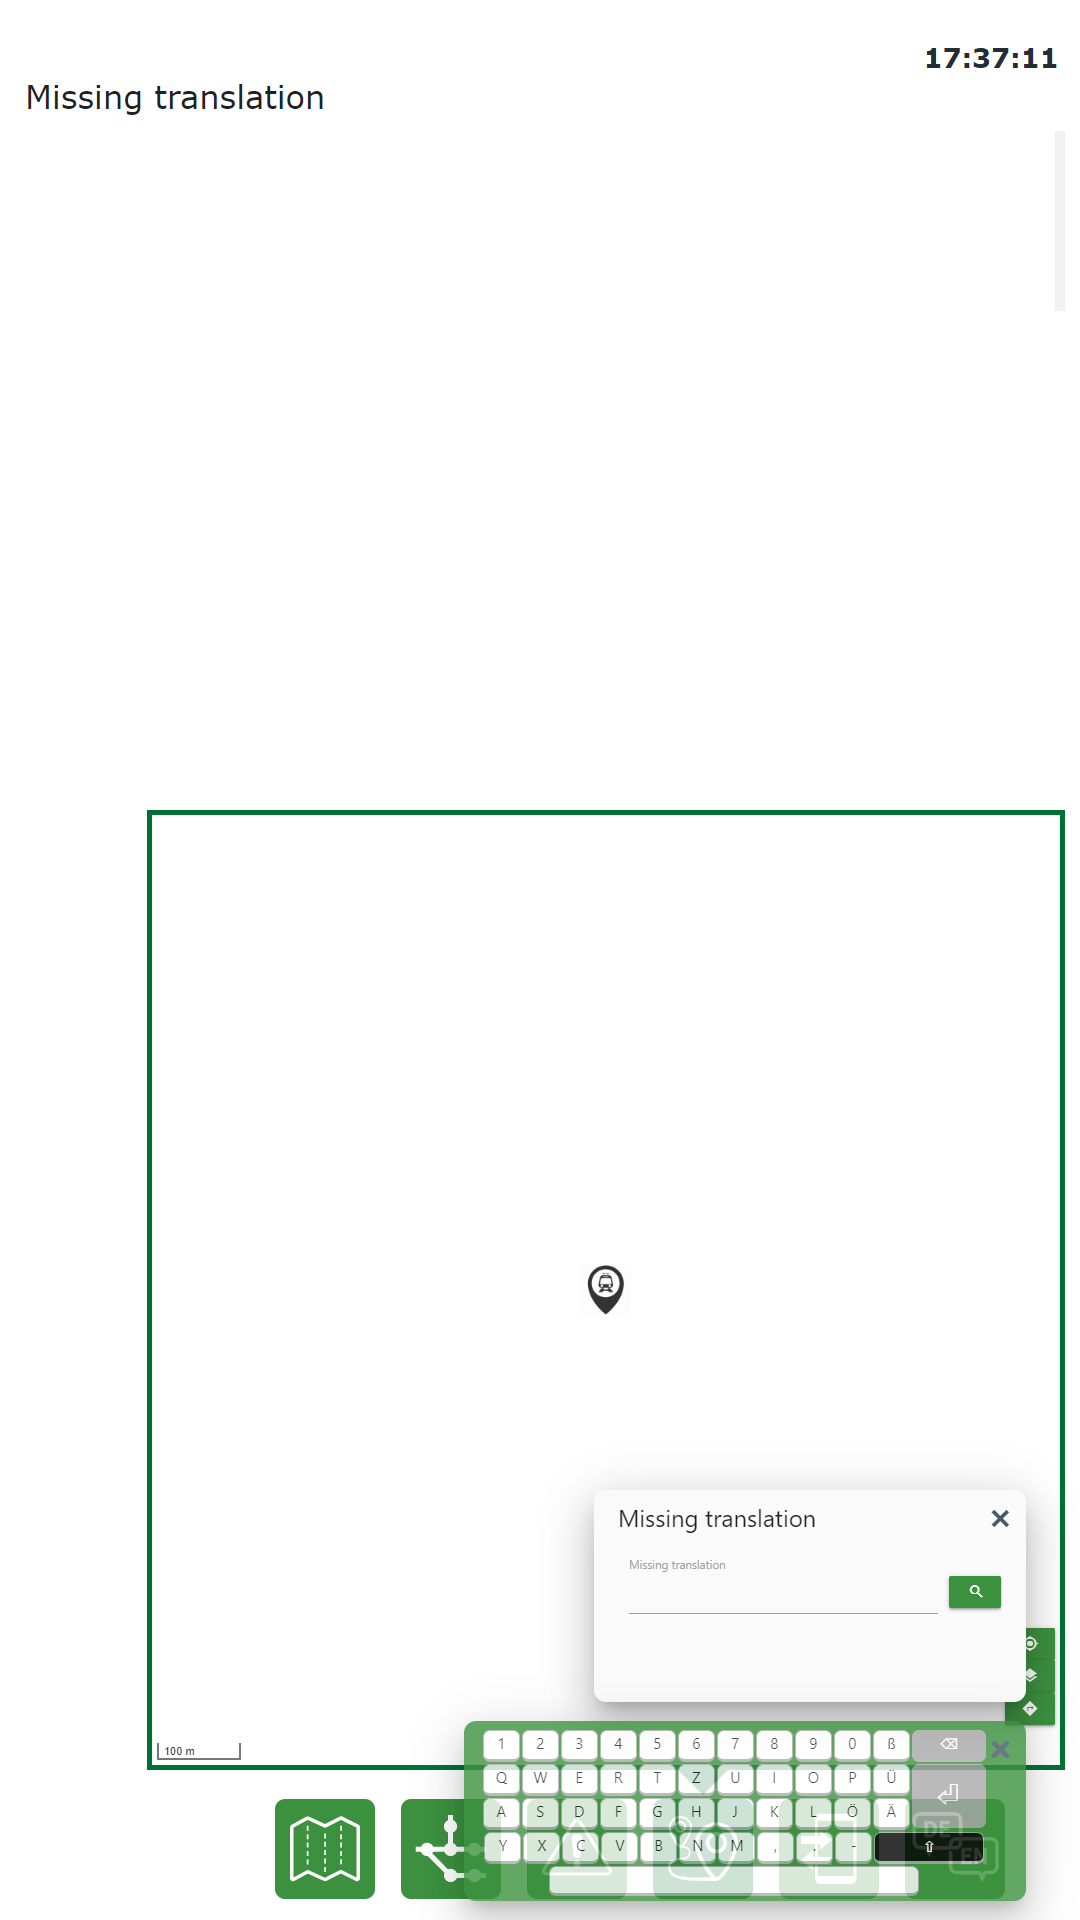 17:37:11
Missing translation
Missing translation
Missing translation
100 m
1 2 3 4 5 6 7 8 9 0 ß ⌫
Q W E R T Z U I O P Ü
A S D F G H J K L Ö Ä
Y X C V B N M , . - ⇧
DE
EN